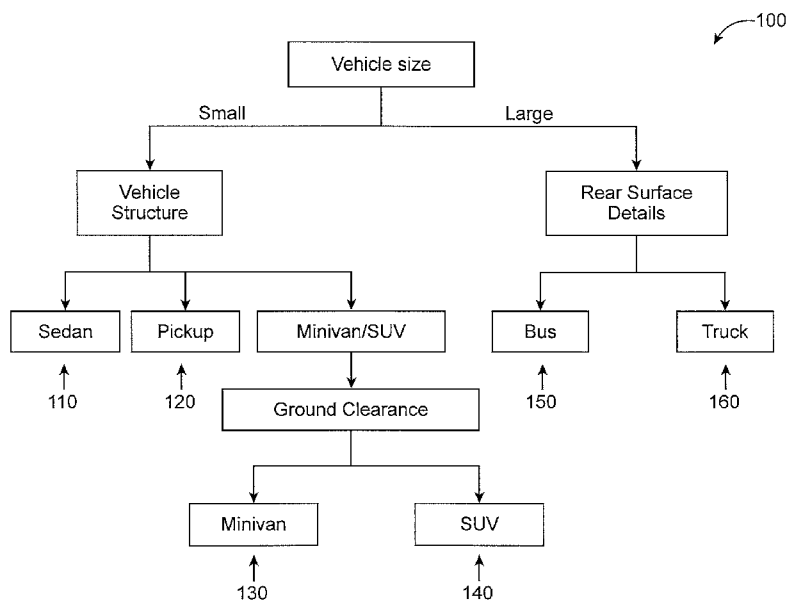 100
Vehicle size
Small
Large
Vehicle
Structure
Rear Surface
Details
Sedan
Pickup
Minivan/SUV
Bus
Truck
110
120
150
160
Ground Clearance
Minivan
SUV
130
140